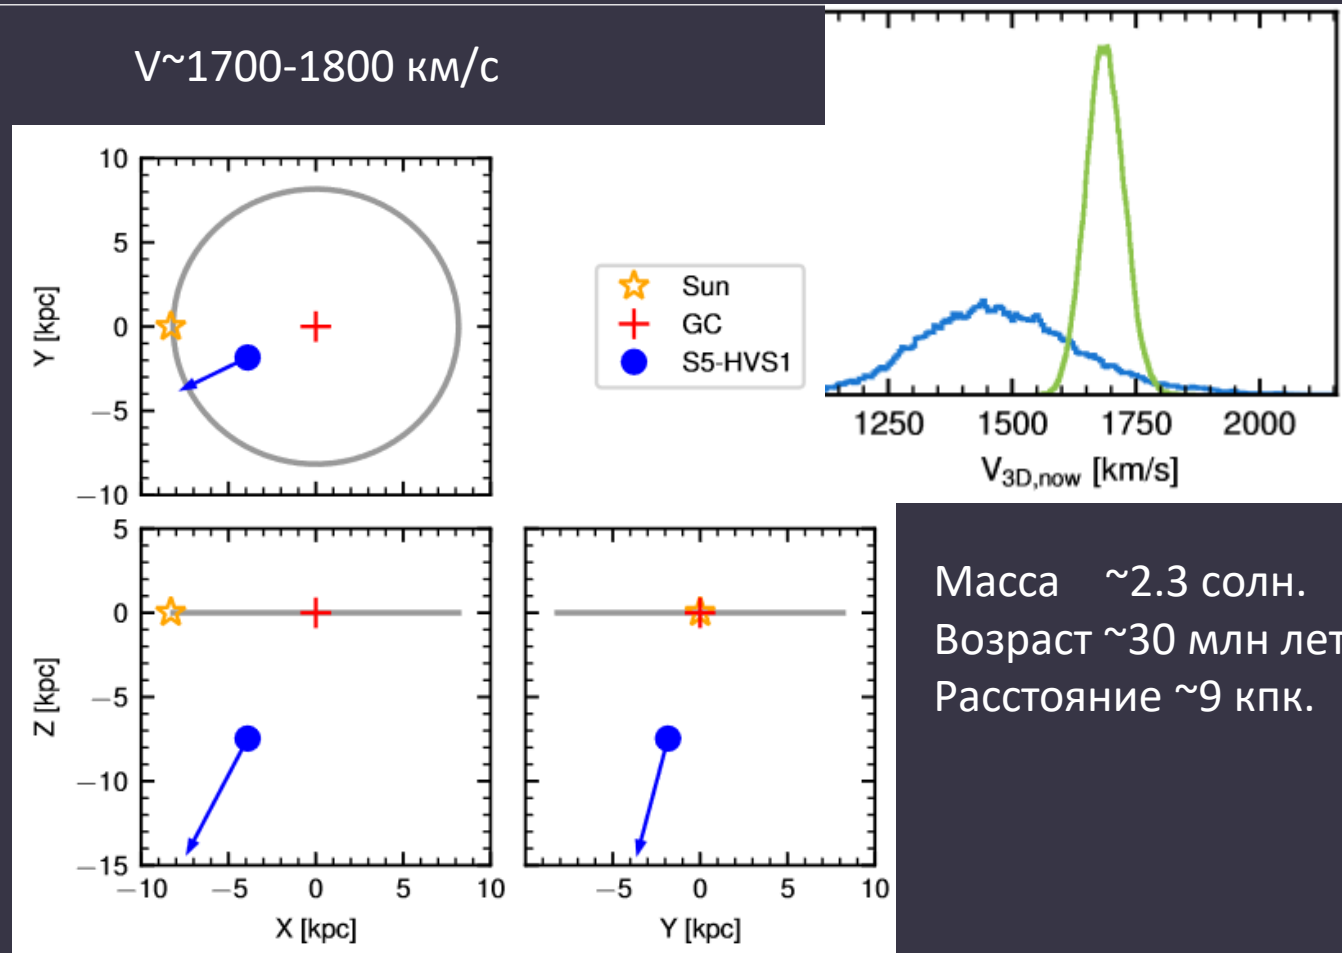 V~1700-1800 км/с
10
5
0
−5
−10
Y [kpc]
Sun
GC
S5-HVS1
1250 1500 1750 2000
V3D,now [km/s]
5
0
−5
−10
−15
Z [kpc]
−10 −5 0 5 10
X [kpc]
−5 0 5 10
Y [kpc]
Масса ~2.3 солн.
Возраст ~30 млн лет
Расстояние ~9 кпк.